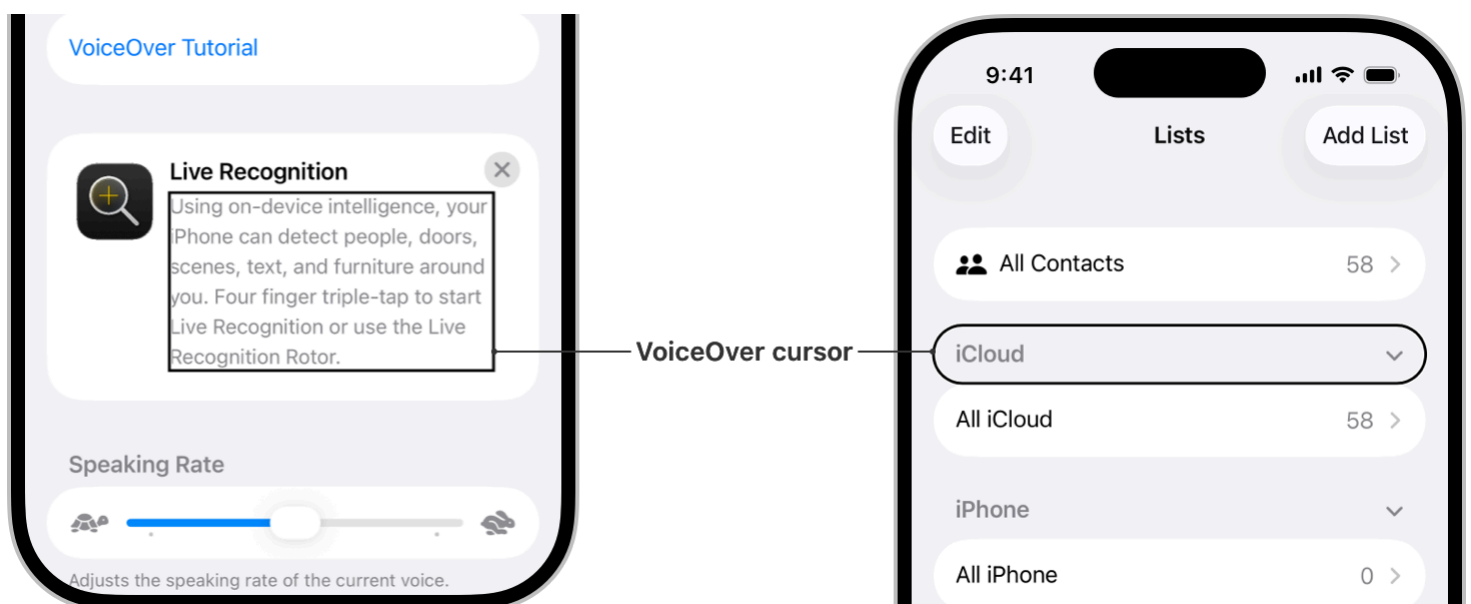 VoiceOver Tutorial
Live Recognition
Using on-device intelligence, your
iPhone can detect people, doors,
scenes, text, and furniture around
you. Four finger triple-tap to start
Live Recognition or use the Live
Recognition Rotor.
Speaking Rate
Adjusts the speaking rate of the current voice.
VoiceOver cursor
9:41
Edit Lists Add List
All Contacts 58
iCloud
All iCloud 58
iPhone
All iPhone 0